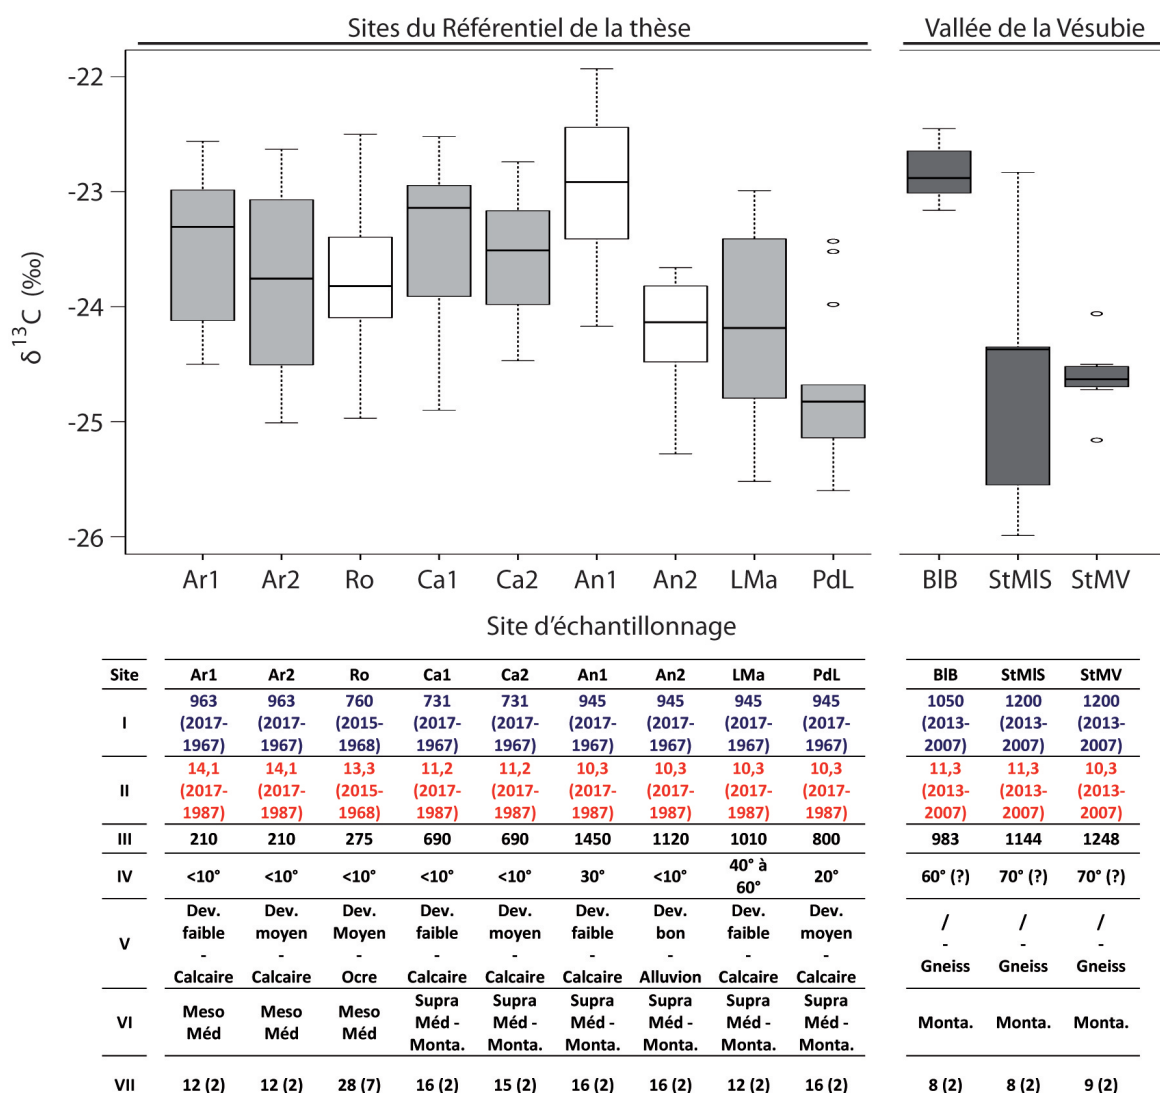 Sites du Référentiel de la thèse
Vallée de la Vésubie
-22
-23
-24
-25
-26
δ13C (‰)
Ar1 Ar2 Ro Ca1 Ca2 An1 An2 LMa PdL BlB StMlS StMV
Site d'échantillonnage
Site Ar1 Ar2 Ro Ca1 Ca2 An1 An2 LMa PdL BlB StMlS StMV
963 963 760 731 731 945 945 945 945 1050 1200 1200
I (2017- (2017- (2015- (2017- (2017- (2017- (2017- (2017- (2017- (2013- (2013- (2013-
1967) 1967) 1968) 1967) 1967) 1967) 1967) 1967) 1967) 2007) 2007) 2007)
14,1 14,1 13,3 11,2 11,2 10,3 10,3 10,3 10,3 11,3 11,3 10,3
II (2017- (2017- (2015- (2017- (2017- (2017- (2017- (2017- (2017- (2013- (2013- (2013-
1987) 1987) 1968) 1987) 1987) 1987) 1987) 1987) 1987) 2007) 2007) 2007)
III 210 210 275 690 690 1450 1120 1010 800 983 1144 1248
IV <10° <10° <10° <10° <10° 30° <10° 40° à 60° 20° 60° (?) 70° (?) 70° (?)
Dev. Dev. Dev. Dev. Dev. Dev. Dev. Dev. Dev.
faible moyen Moyen faible moyen faible bon faible moyen / / /
V - - - - - - - - - - - -
Calcaire Calcaire Ocre Calcaire Calcaire Calcaire Alluvion Calcaire Calcaire Gneiss Gneiss Gneiss
Meso Meso Meso Supra Supra Supra Supra Supra Supra
VI Méd Méd Méd Méd - Méd - Méd - Méd - Méd - Méd - Monta. Monta. Monta.
Monta. Monta. Monta. Monta. Monta. Monta.
VII 12 (2) 12 (2) 28 (7) 16 (2) 15 (2) 16 (2) 16 (2) 12 (2) 16 (2) 8 (2) 8 (2) 9 (2)